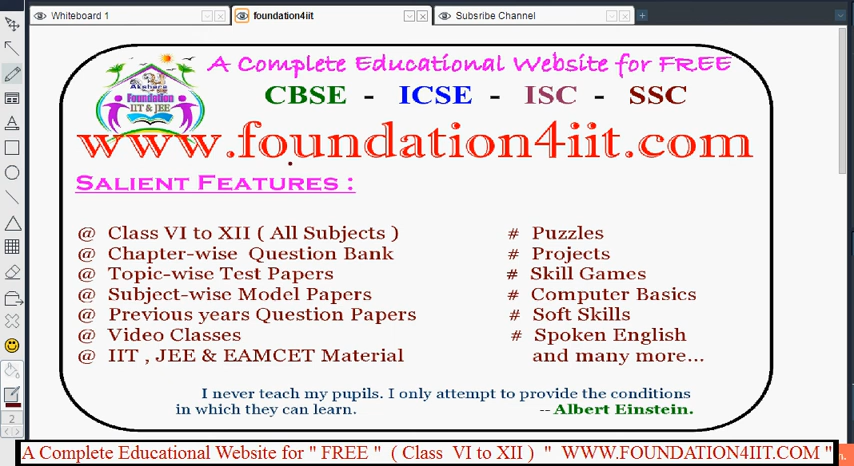 Whiteboard 1
foundation4iit
Subsribe Channel
A Complete Educational Website for FREE
CBSE - ICSE - ISC - SSC
Akshara
Foundation
IIT & JEE
www.foundation4iit.com
SALIENT FEATURES :
@ Class VI to XII ( All Subjects )
@ Chapter-wise Question Bank
@ Topic-wise Test Papers
@ Subject-wise Model Papers
@ Previous years Question Papers
@ Video Classes
@ IIT , JEE & EAMCET Material
# Puzzles
# Projects
# Skill Games
# Computer Basics
# Soft Skills
# Spoken English
and many more...
I never teach my pupils. I only attempt to provide the conditions
in which they can learn.
-- Albert Einstein.
2
A Complete Educational Website for " FREE " ( Class VI to XII ) " WWW.FOUNDATION4IIT.COM "